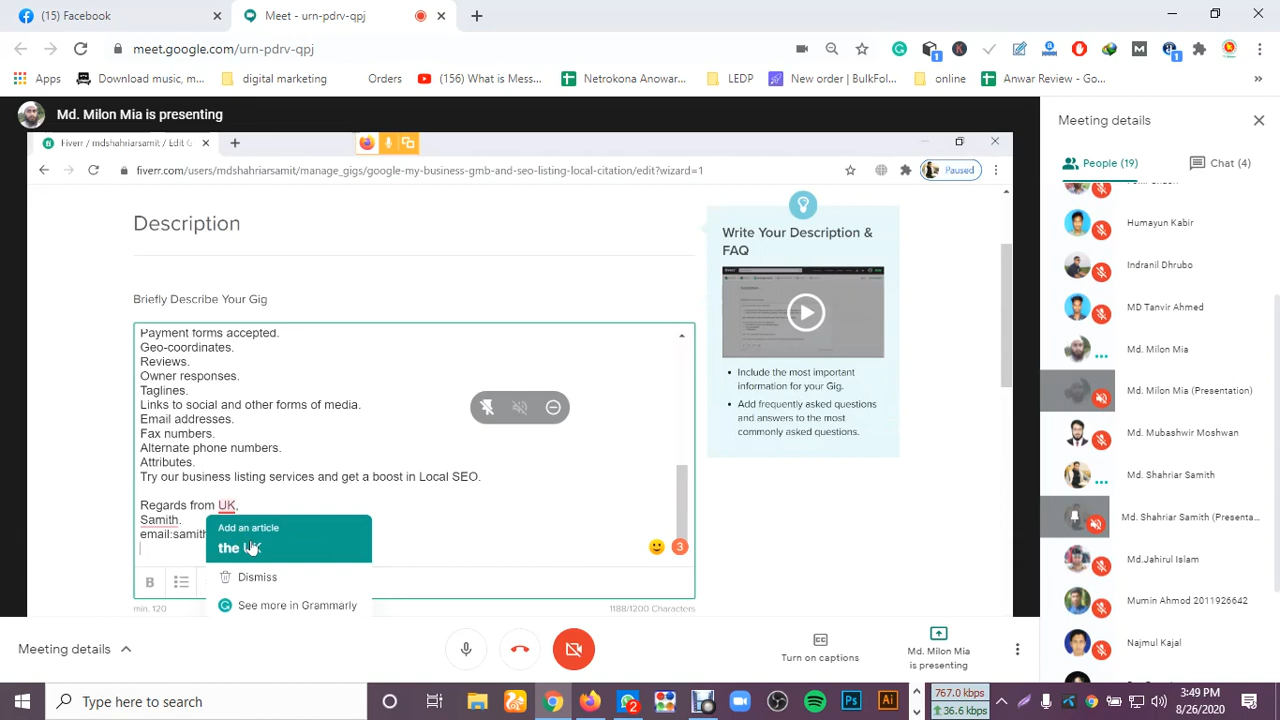 (15) Facebook
Meet - urn-pdrv-qpj
meet.google.com/urn-pdrv-qpj
Apps
Download music, m...
digital marketing
Orders
(156) What is Mess...
Netrokona Anowar...
LEDP
New order | BulkFol...
online
Anwar Review - Go...
Md. Milon Mia is presenting
Fiverr / mdshahriarsamit / Edit G
fiverr.com/users/mdshahriarsamit/manage_gigs/google-my-business-gmb-and-seo-listing-local-citation/edit?wizard=1
Paused
Description
Briefly Describe Your Gig
Payment forms accepted.
Geo-coordinates.
Reviews.
Owner responses.
Taglines.
Links to social and other forms of media.
Email addresses.
Fax numbers.
Alternate phone numbers.
Attributes.
Try our business listing services and get a boost in Local SEO.
Regards from UK,
Samith.
email:samith
Add an article
the UK
Dismiss
See more in Grammarly
3
B
min. 120
1188/1200 Characters
Write Your Description &
FAQ
• Include the most important
information for your Gig.
• Add frequently asked questions
and answers to the most
commonly asked questions.
Meeting details
People (19)
Chat (4)
Humayun Kabir
Indranil Dhrubo
MD Tanvir Ahmed
Md. Milon Mia
Md. Milon Mia (Presentation)
Md. Mubashwir Moshwan
Md. Shahriar Samith
Md. Shahriar Samith (Presenta...
Md.Jahirul Islam
Mumin Ahmod 2011926642
Najmul Kajal
Meeting details
Turn on captions
Md. Milon Mia
is presenting
Type here to search
2
Ps
Ai
767.0 kbps
36.6 kbps
3:49 PM
8/26/2020